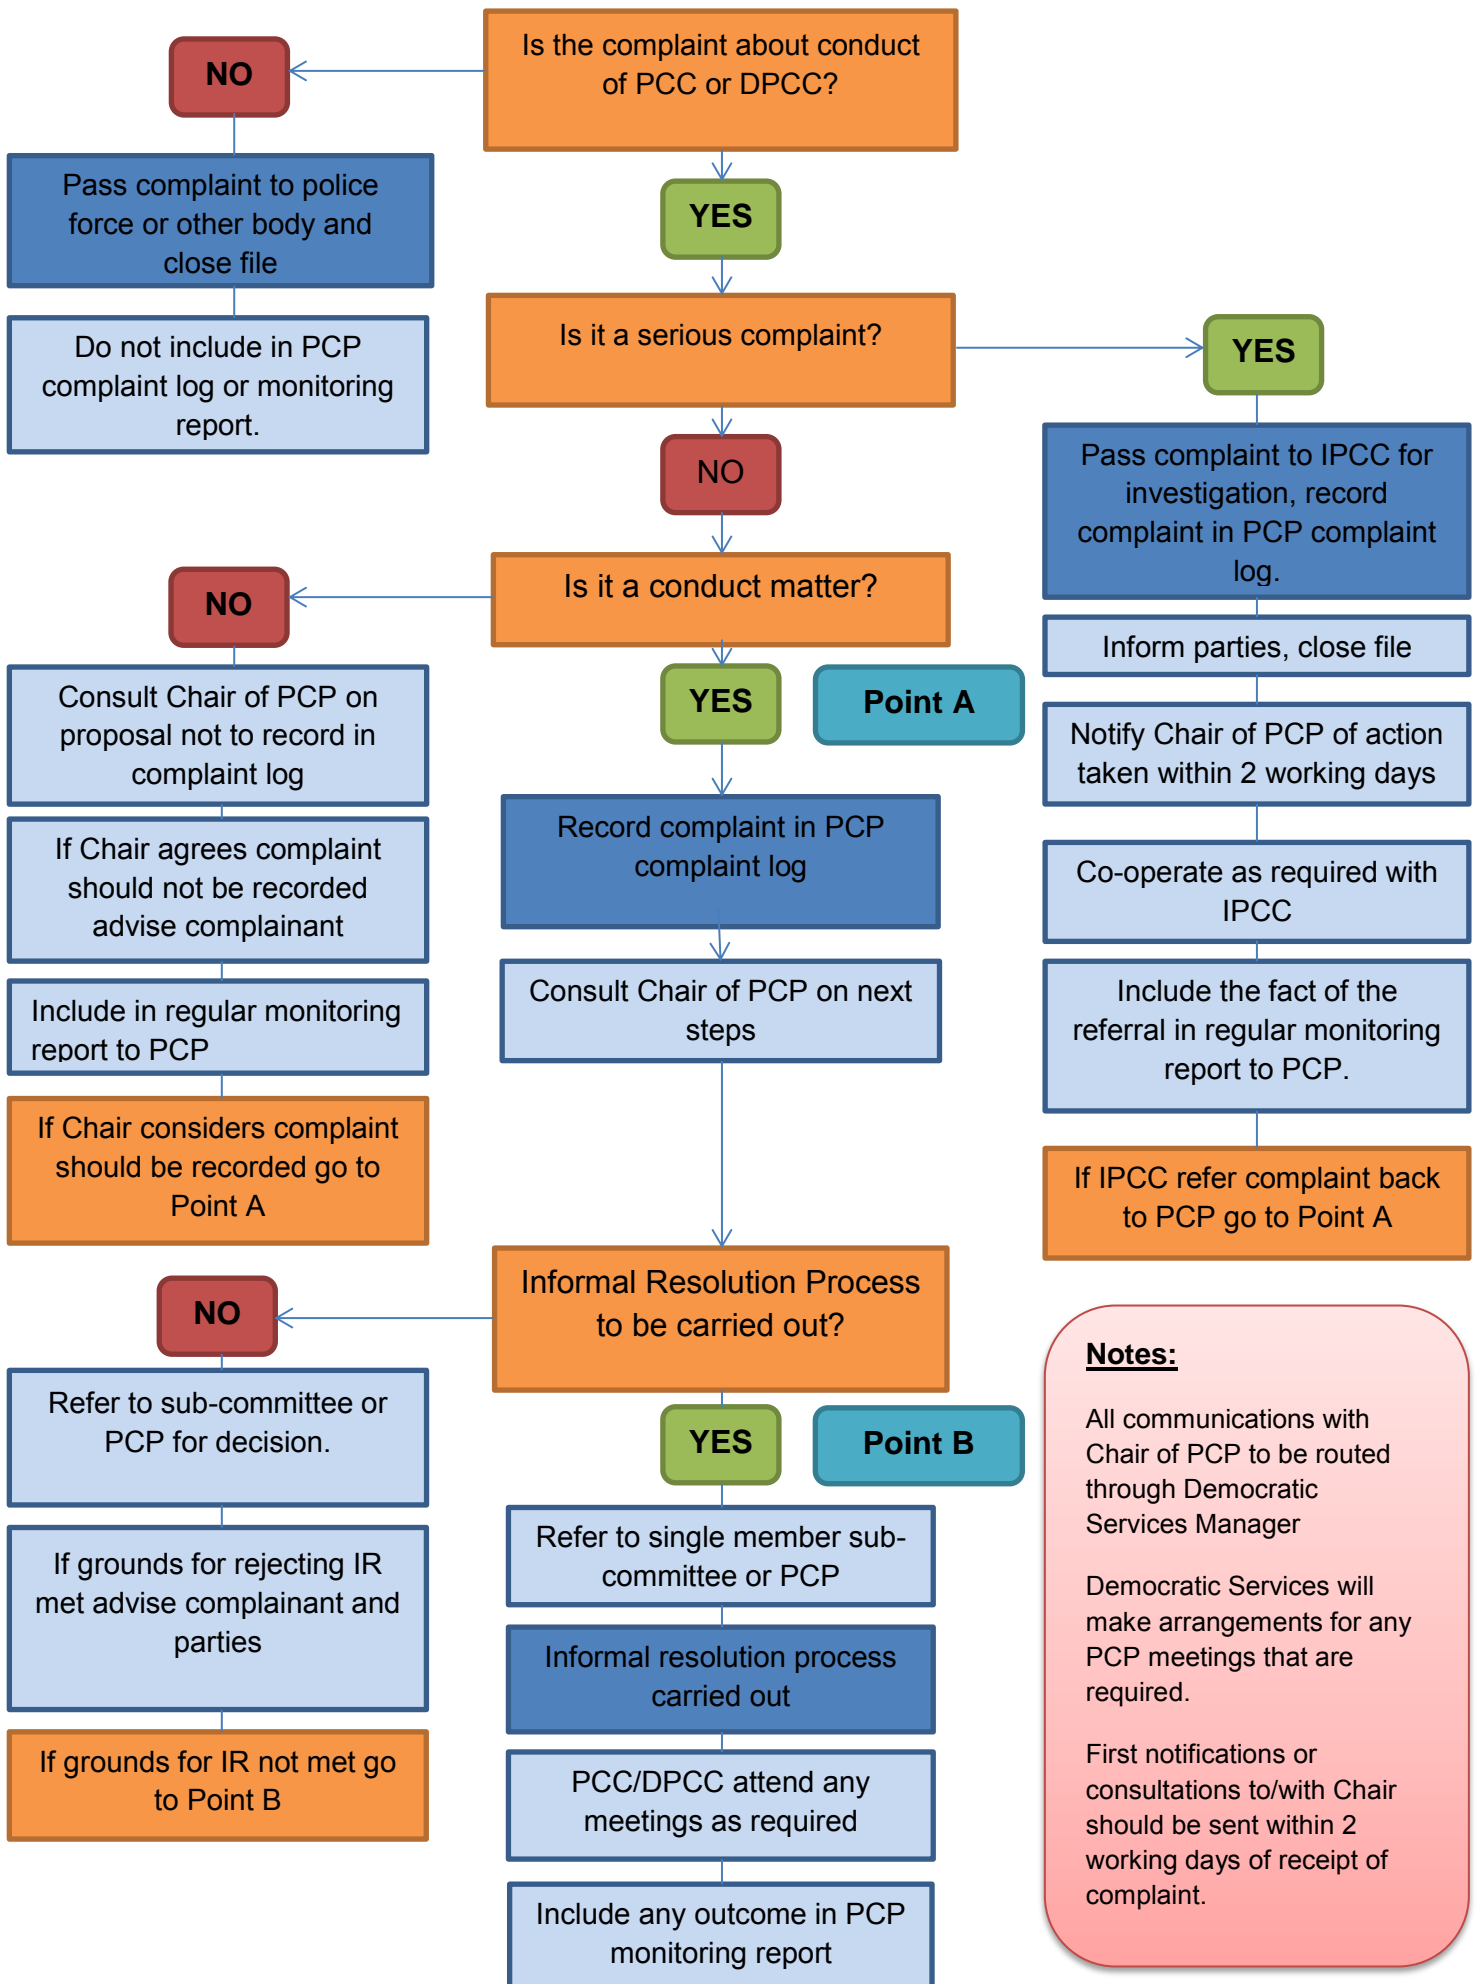 Is the complaint about conduct
of PCC or DPCC?
NO
Pass complaint to police
force or other body and
close file
Do not include in PCP
complaint log or monitoring
report.
YES
Is it a serious complaint?
YES
Pass complaint to IPCC for
investigation, record
complaint in PCP complaint
log.
Inform parties, close file
Notify Chair of PCP of action
taken within 2 working days
Co-operate as required with
IPCC
Include the fact of the
referral in regular monitoring
report to PCP.
If IPCC refer complaint back
to PCP go to Point A
NO
Is it a conduct matter?
NO
Consult Chair of PCP on
proposal not to record in
complaint log
If Chair agrees complaint
should not be recorded
advise complainant
Include in regular monitoring
report to PCP
If Chair considers complaint
should be recorded go to
Point A
YES
Point A
Record complaint in PCP
complaint log
Consult Chair of PCP on next
steps
Informal Resolution Process
to be carried out?
NO
Refer to sub-committee or
PCP for decision.
If grounds for rejecting IR
met advise complainant and
parties
If grounds for IR not met go
to Point B
YES
Point B
Refer to single member sub-
committee or PCP
Informal resolution process
carried out
PCC/DPCC attend any
meetings as required
Include any outcome in PCP
monitoring report
Notes:
All communications with
Chair of PCP to be routed
through Democratic
Services Manager
Democratic Services will
make arrangements for any
PCP meetings that are
required.
First notifications or
consultations to/with Chair
should be sent within 2
working days of receipt of
complaint.